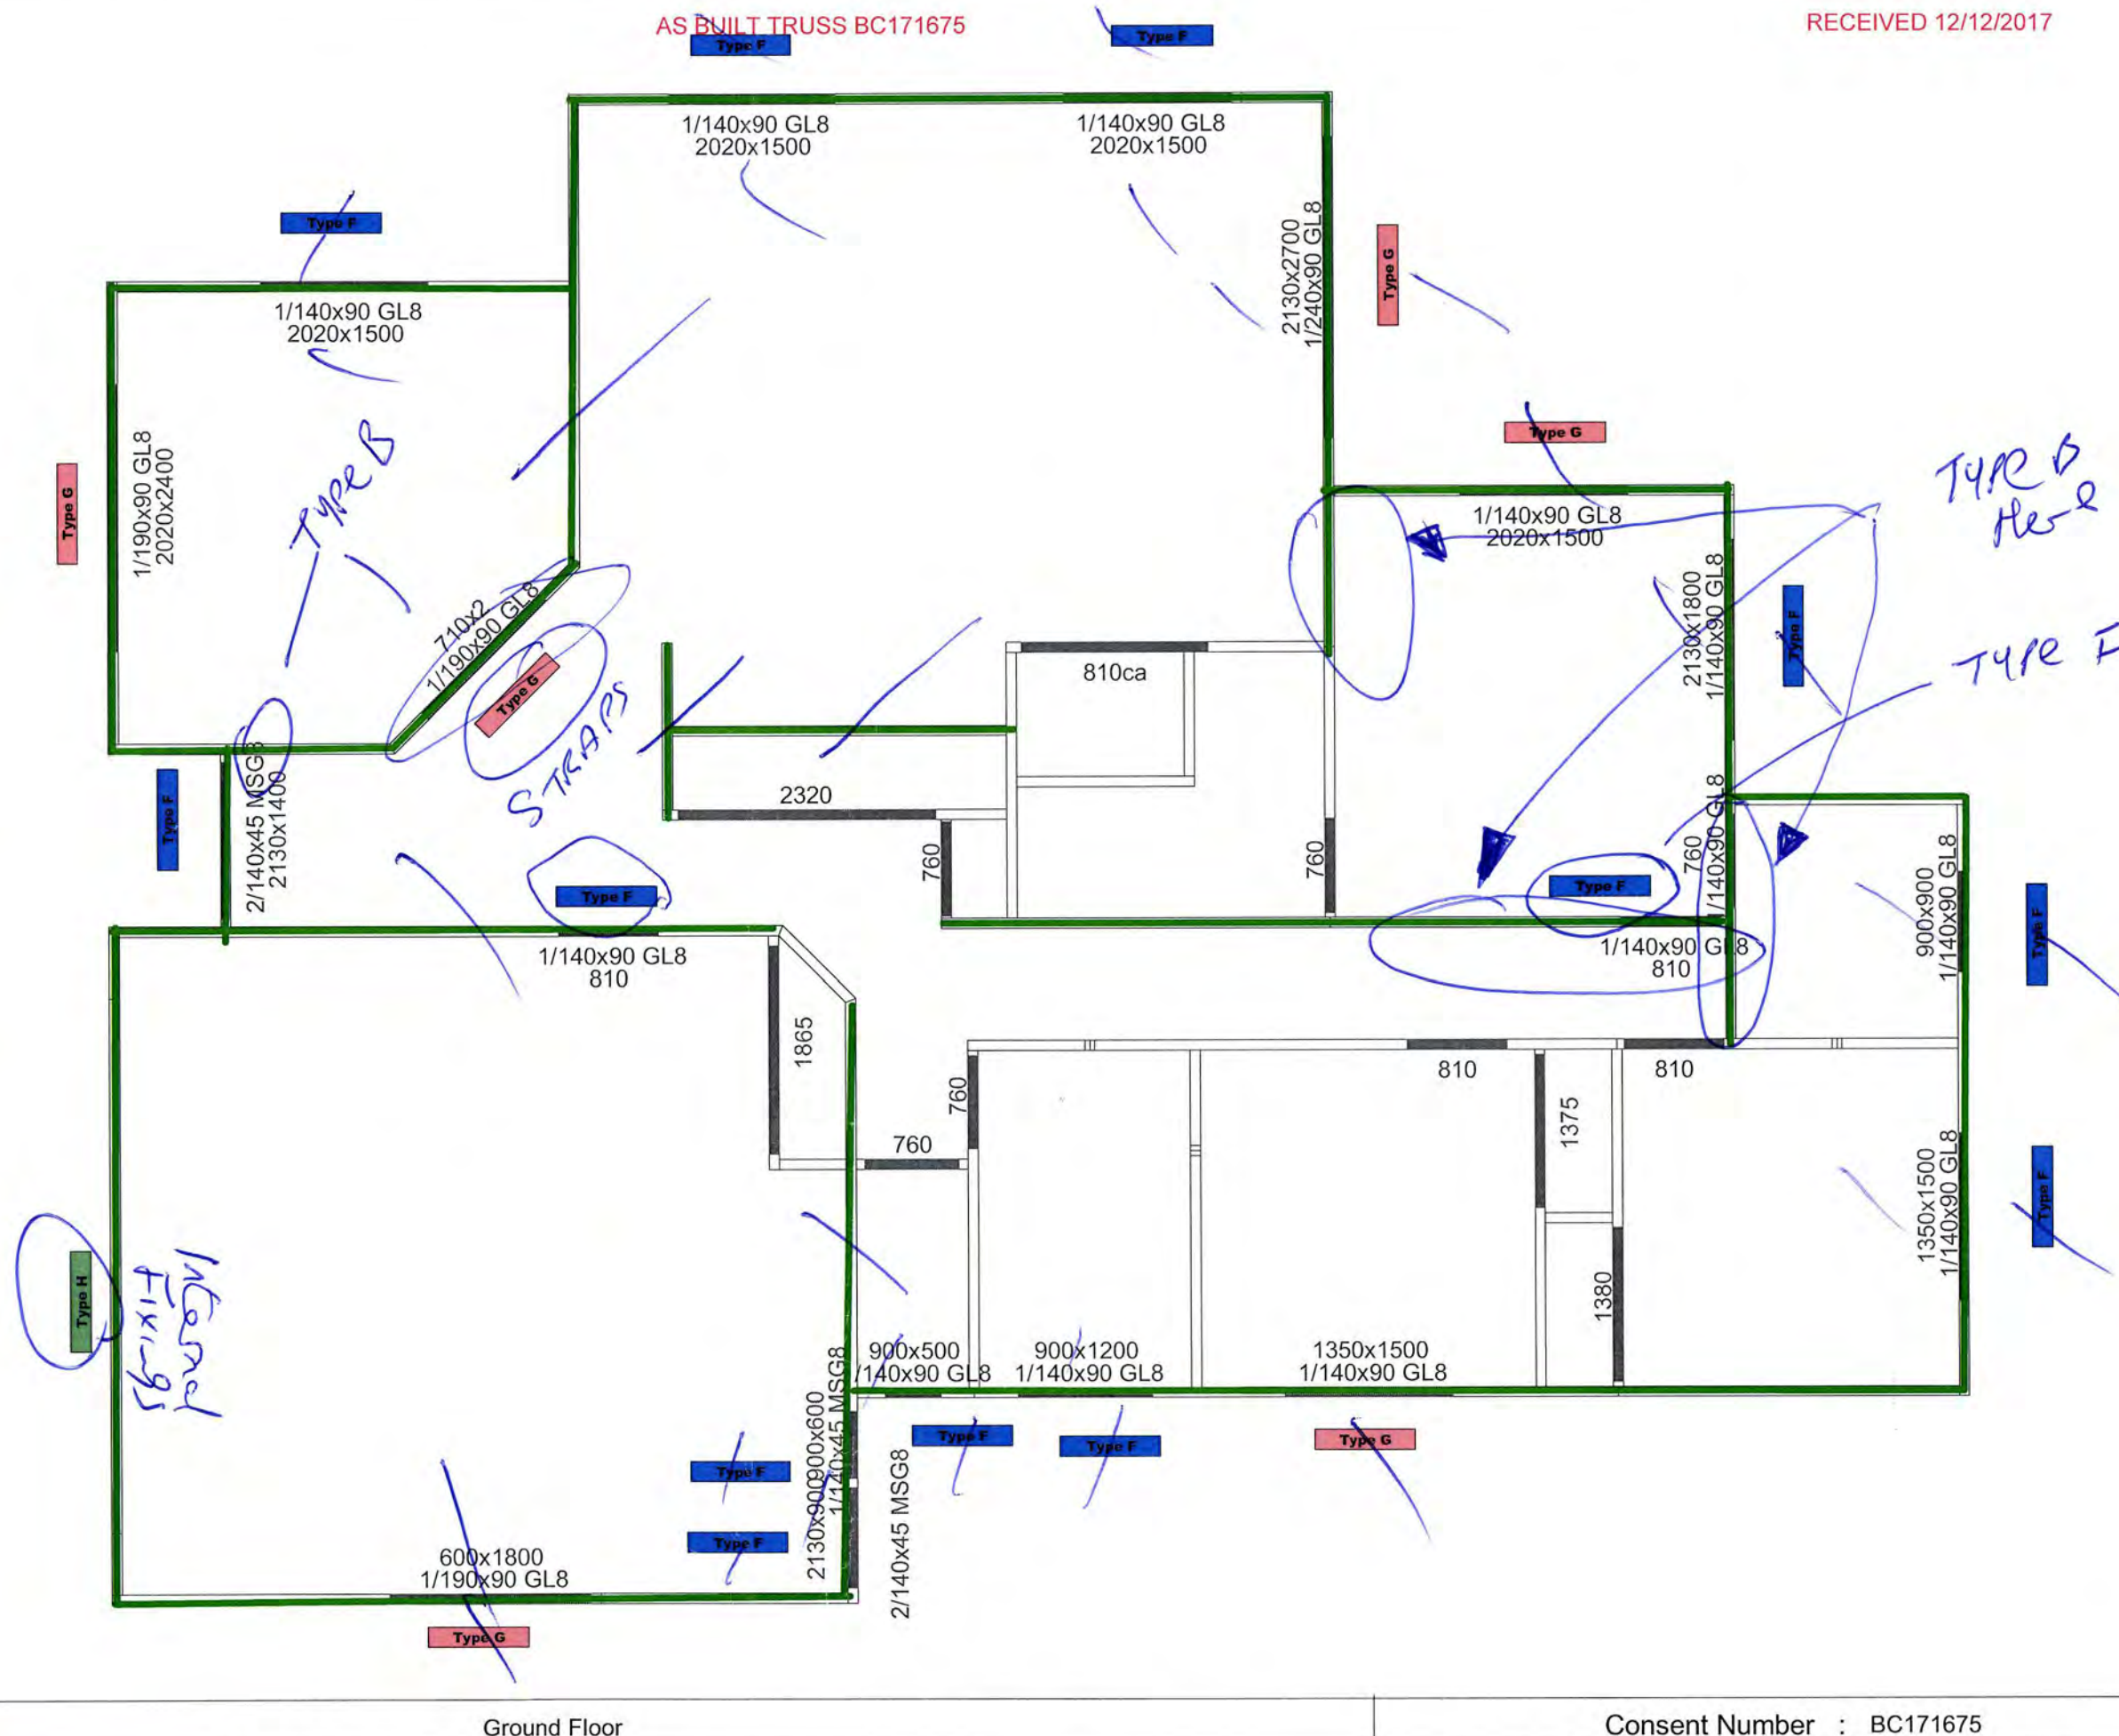 AS BUILT TRUSS BC171675
RECEIVED 12/12/2017
Type F
Type F
1/140x90 GL8
2020x1500
1/140x90 GL8
2020x1500
Type F
1/140x90 GL8
2020x1500
2130x2700
1/240x90 GL8
Type G
Type G
1/140x90 GL8
2020x1500
Type B
Here
Type G
1/190x90 GL8
2020x2400
Type B
710x2
1/190x90 GL8
Type G
STRAPS
810ca
2130x1800
1/140x90 GL8
Type F
Type F
Type F
2/140x45 MSG8
2130x1400
2320
760
760
760
1/140x90 GL8
Type F
Type F
1/140x90 GL8
810
1/140x90 GL8
810
900x900
1/140x90 GL8
Type F
1865
760
760
810
810
1375
1380
1350x1500
1/140x90 GL8
Type F
Type H
Internal
Fixings
900x500
/140x90 GL8
900x1200
1/140x90 GL8
1350x1500
1/140x90 GL8
Type F
Type F
Type G
Type F
Type F
2130x900900x600
1/140x45 MSG8
2/140x45 MSG8
600x1800
1/190x90 GL8
Type G
Ground Floor
Consent Number : BC171675